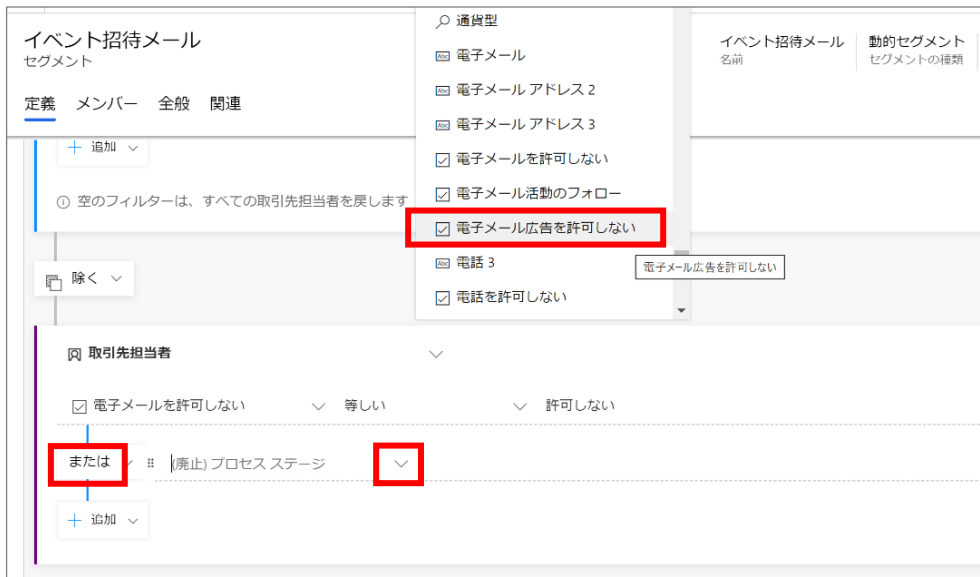 イベント招待メール
セグメント
イベント招待メール
名前
動的セグメント
セグメントの種類
定義 メンバー 全般 関連
通貨型
電子メール
電子メール アドレス 2
電子メール アドレス 3
電子メールを許可しない
電子メール活動のフォロー
電子メール広告を許可しない
電話 3
電話を許可しない
電子メール広告を許可しない
+ 追加
空のフィルターは、すべての取引先担当者を戻します
除く
取引先担当者
電子メールを許可しない 等しい 許可しない
または (廃止) プロセス ステージ
+ 追加